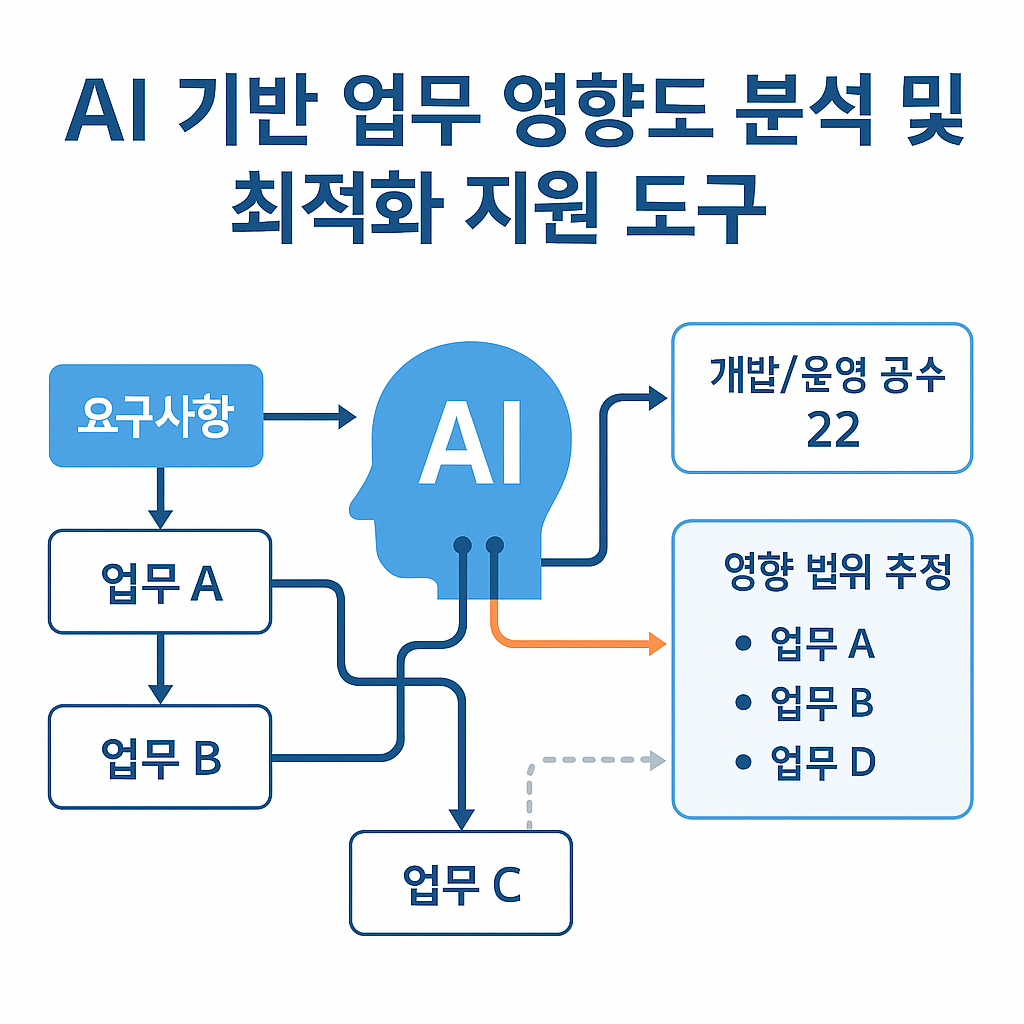 AI 기반 업무 영향도 분석 및
최적화 지원 도구
요구사항
AI
개밥/운영 공수
22
업무 A
영향 범위 추정
업무 A
업무 B
업무 D
업무 B
업무 C